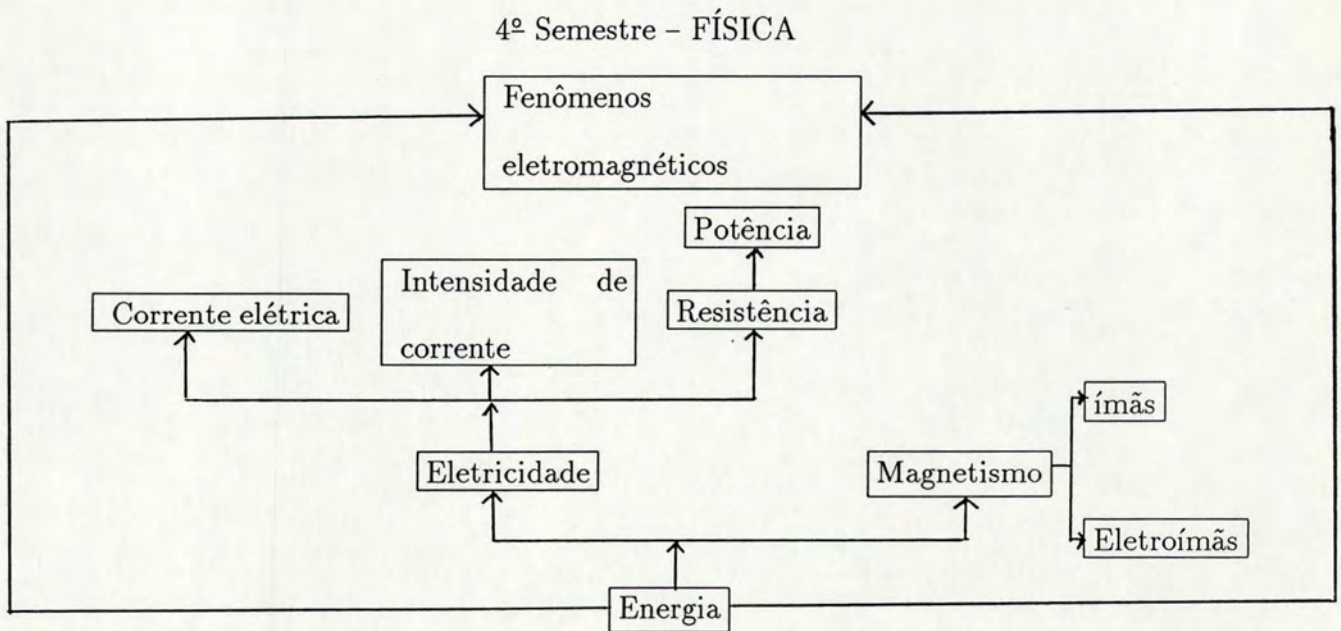 4º Semestre – FÍSICA
Fenômenos
eletromagnéticos
Potência
Intensidade de
corrente
Corrente elétrica
Resistência
ímãs
Eletricidade
Magnetismo
Eletroímãs
Energia